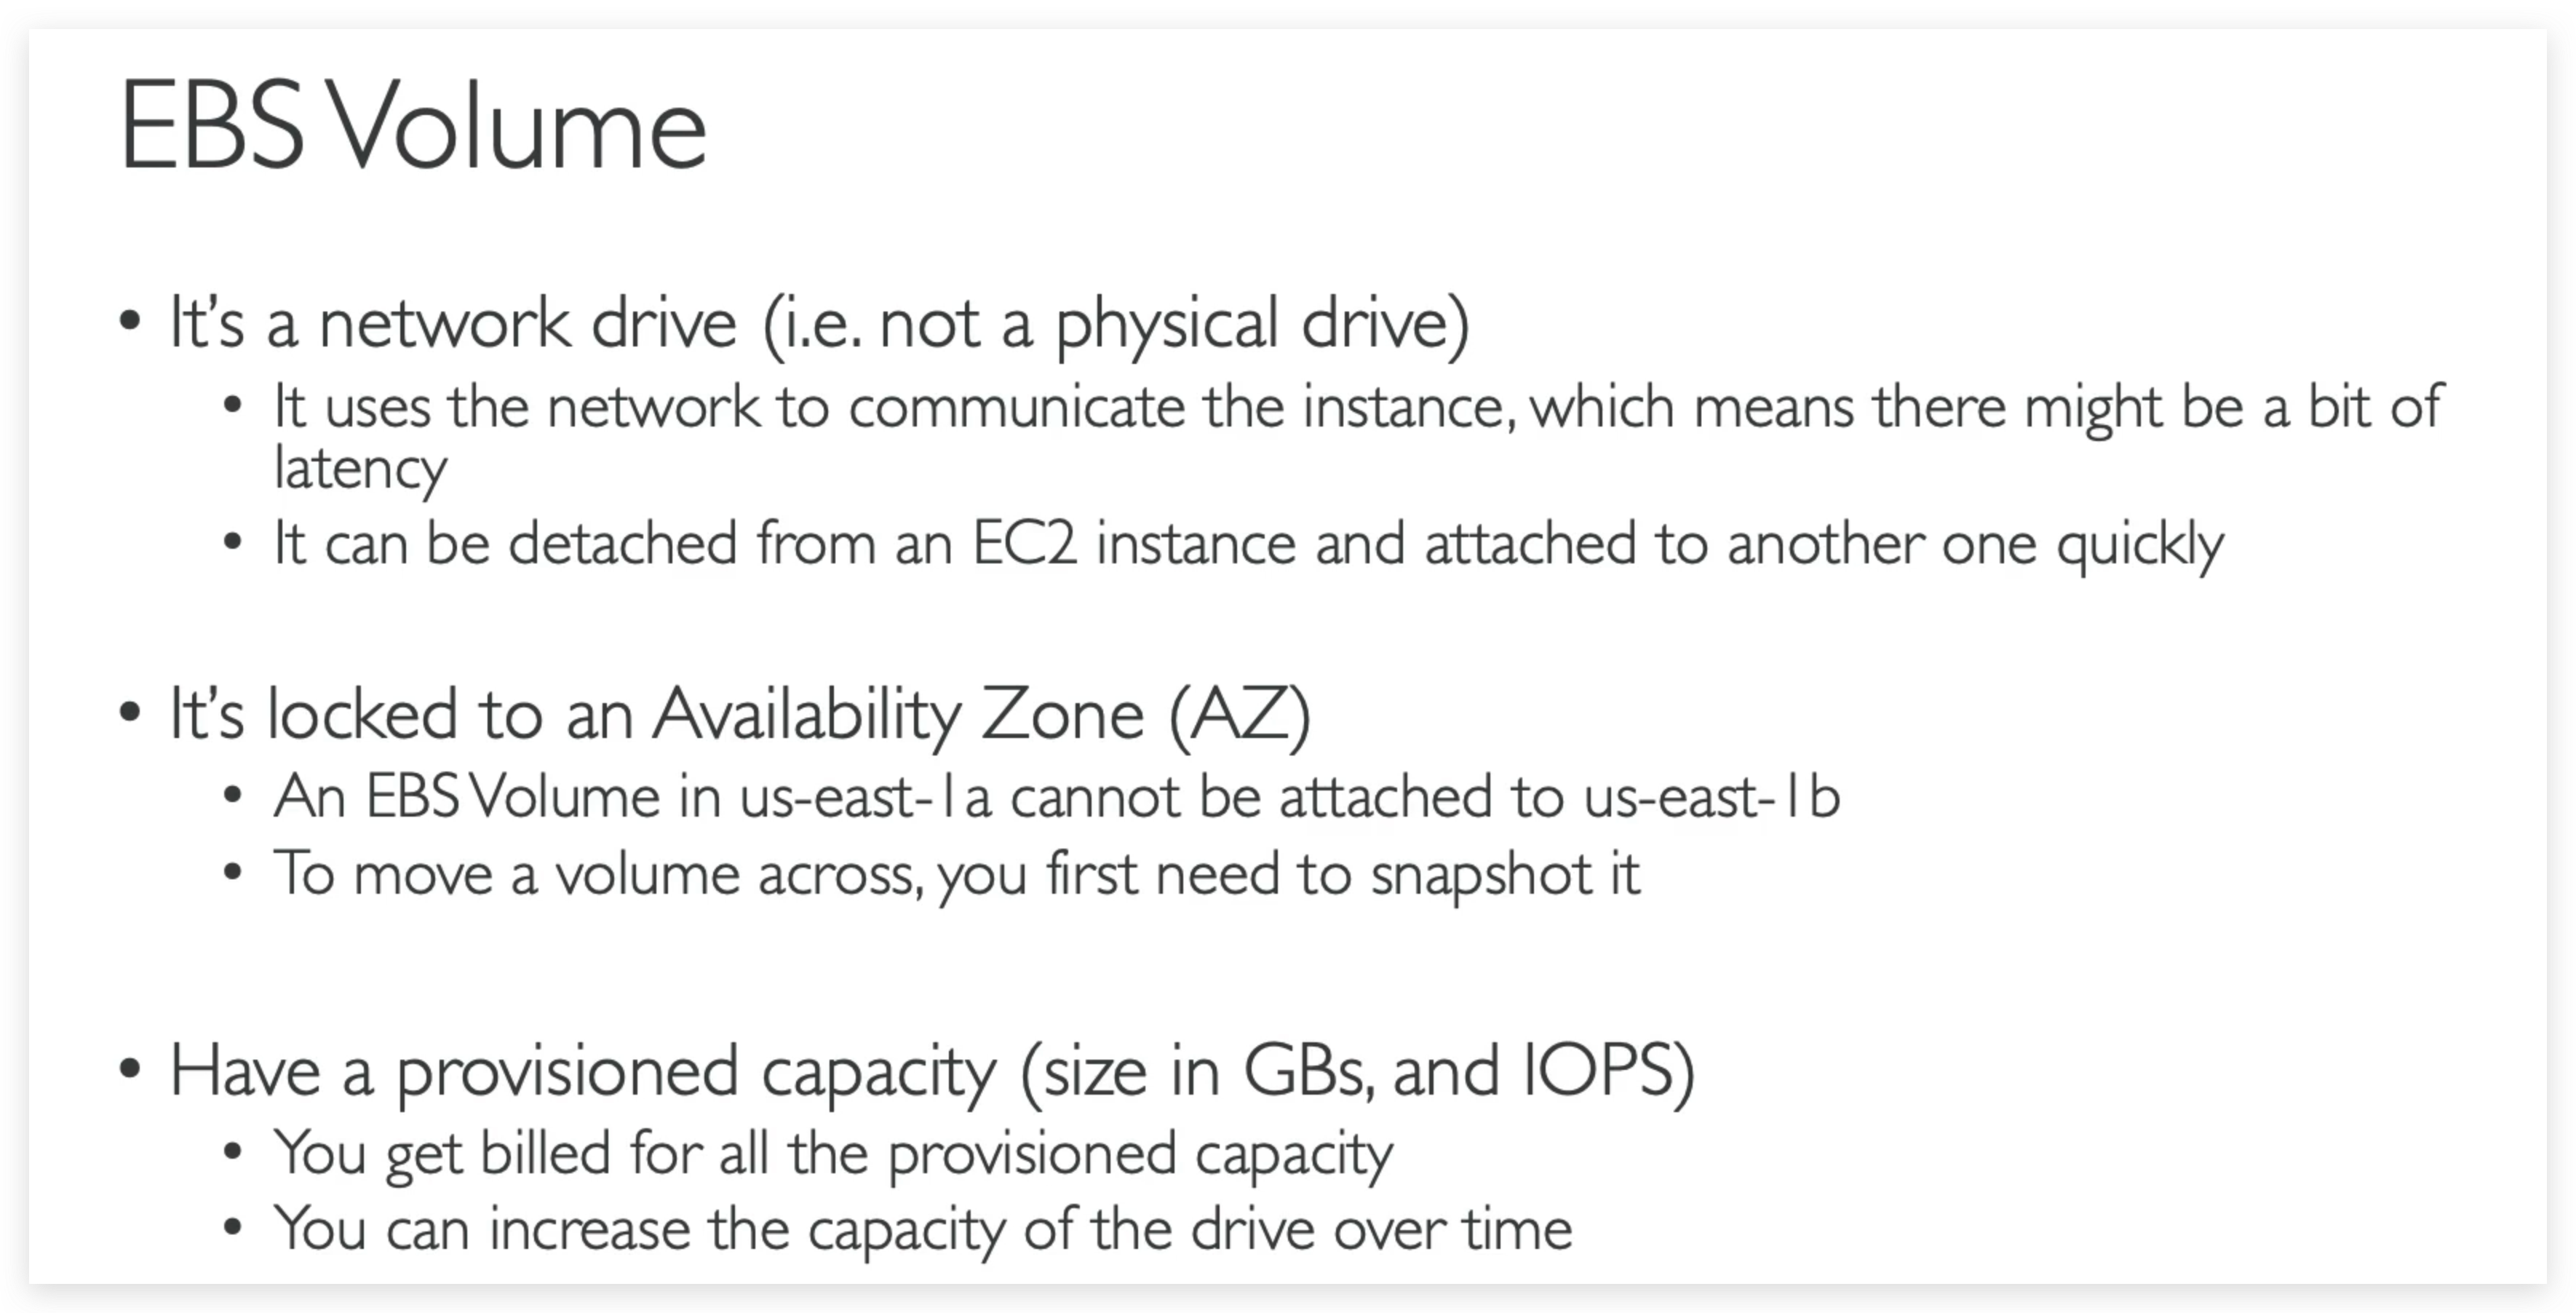 EBS Volume
• It's a network drive (i.e. not a physical drive)
• It uses the network to communicate the instance, which means there might be a bit of
latency
• It can be detached from an EC2 instance and attached to another one quickly
• It's locked to an Availability Zone (AZ)
• An EBS Volume in us-east-1a cannot be attached to us-east-1b
• To move a volume across, you first need to snapshot it
• Have a provisioned capacity (size in GBs, and IOPS)
• You get billed for all the provisioned capacity
• You can increase the capacity of the drive over time